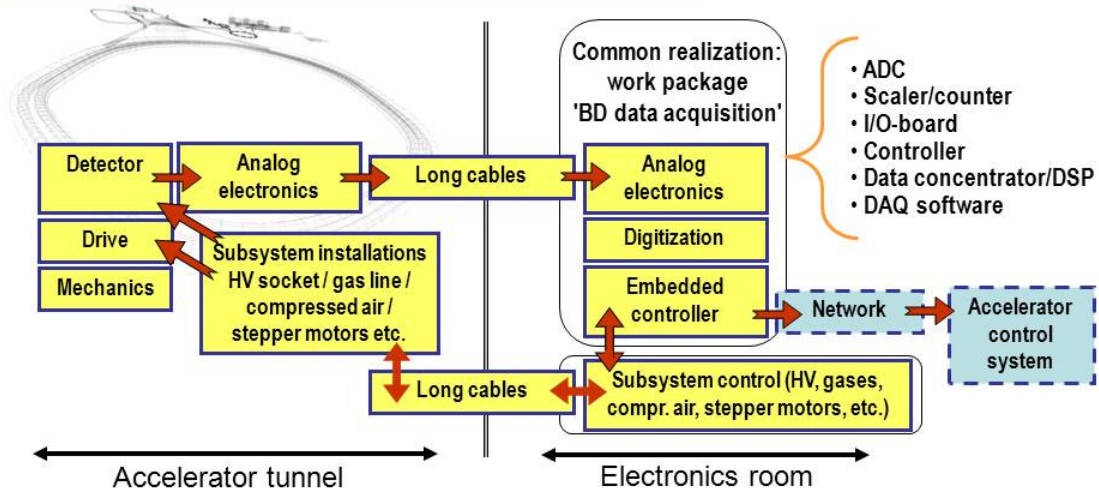 Common realization:
work package
'BD data acquisition'
• ADC
• Scaler/counter
• I/O-board
• Controller
• Data concentrator/DSP
• DAQ software
Detector
Analog
electronics
Long cables
Analog
electronics
Drive
Mechanics
Subsystem installations
HV socket / gas line /
compressed air /
stepper motors etc.
Digitization
Embedded
controller
Network
Accelerator
control
system
Long cables
Subsystem control (HV, gases,
compr. air, stepper motors, etc.)
Accelerator tunnel
Electronics room